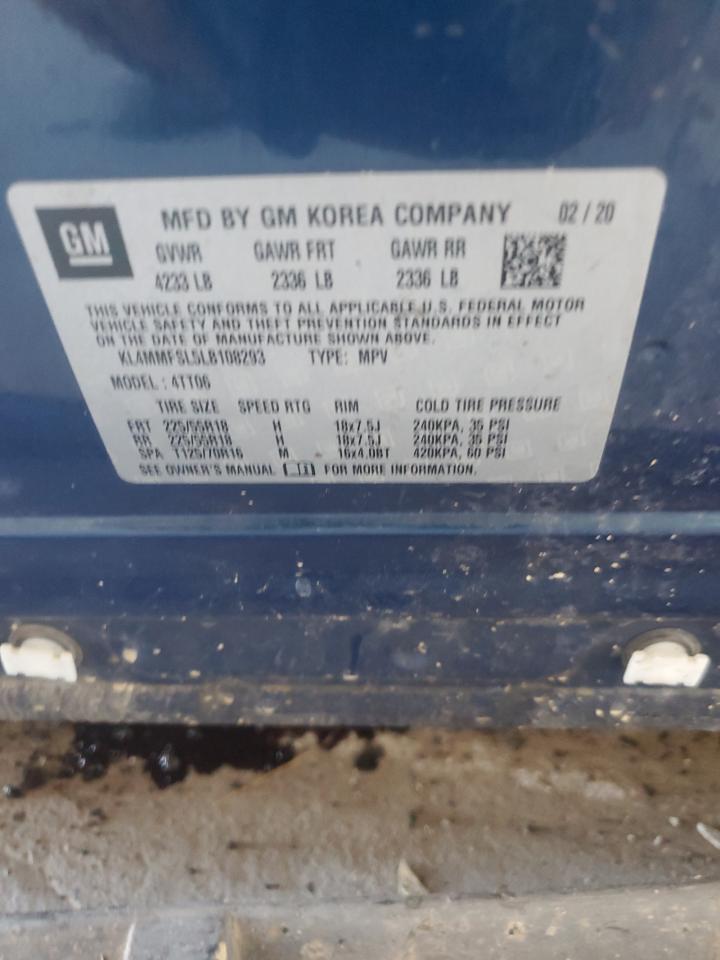 GM
MFD BY GM KOREA COMPANY 02 / 20
GVWR GAWR FRT GAWR RR
4233 LB 2336 LB 2336 LB
THIS VEHICLE CONFORMS TO ALL APPLICABLE U.S. FEDERAL MOTOR
VEHICLE SAFETY AND THEFT PREVENTION STANDARDS IN EFFECT
ON THE DATE OF MANUFACTURE SHOWN ABOVE.
KL4MMFSL5LB108293 TYPE: MPV
MODEL : 4TT06
TIRE SIZE SPEED RTG RIM COLD TIRE PRESSURE
FRT 225/55R18 H 18x7.5J 240KPA, 35 PSI
RR 225/55R18 H 18x7.5J 240KPA, 35 PSI
SPA T125/70R16 M 16x4.0BT 420KPA, 60 PSI
SEE OWNER'S MANUAL FOR MORE INFORMATION.